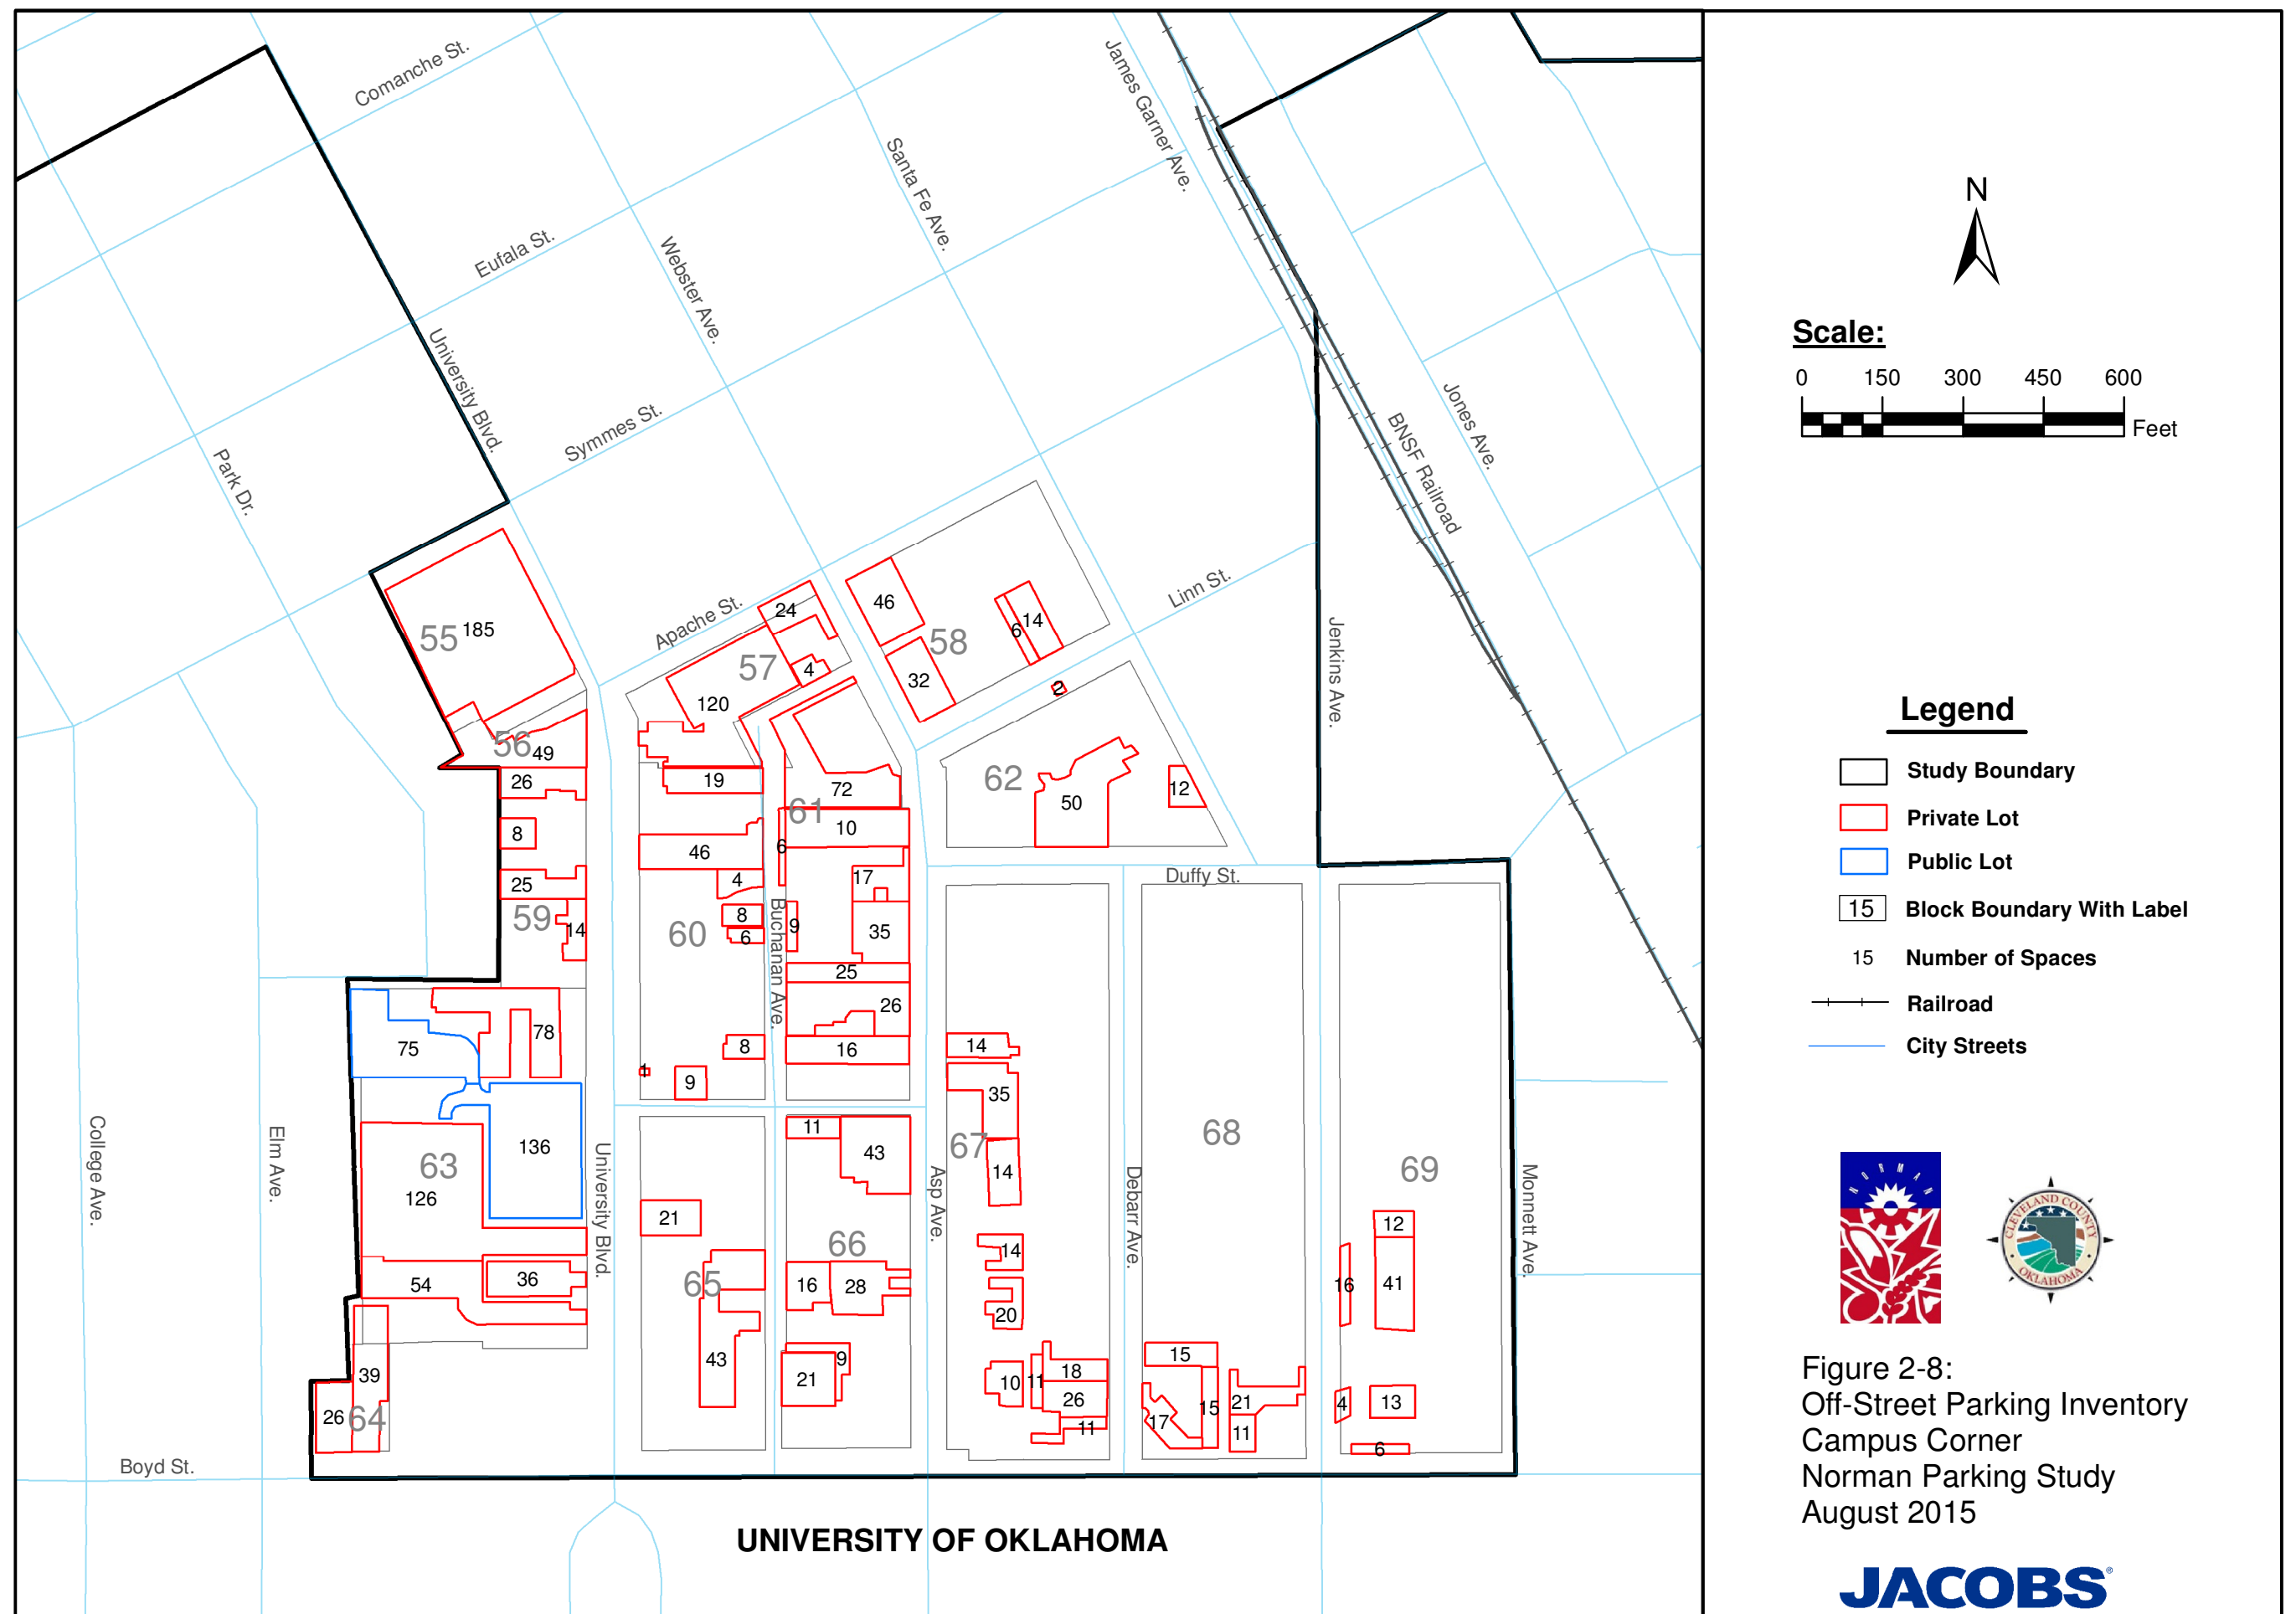 Comanche St.
James Garner Ave.
Santa Fe Ave.
Eufala St.
Webster Ave.
University Blvd.
Symmes St.
Park Dr.
Jones Ave.
BNSF Railroad
Apache St.
Linn St.
Jenkins Ave.
55
185
24
46
58
6
14
57
4
32
120
2
56
49
26
19
72
62
50
12
61
8
10
46
6
25
4
17
Duffy St.
59
14
8
6
60
Buchanan Ave.
9
35
25
26
75
78
8
16
14
1
9
35
College Ave.
Elm Ave.
136
University Blvd.
11
43
67
14
68
63
126
Asp Ave.
Debarr Ave.
69
Monnett Ave.
21
12
66
14
54
36
65
16
28
16
41
20
39
43
21
9
10
11
18
26
11
15
17
15
21
11
4
13
6
26
64
Boyd St.
UNIVERSITY OF OKLAHOMA
N
Scale:
0 150 300 450 600
Feet
Legend
Study Boundary
Private Lot
Public Lot
15 Block Boundary With Label
15 Number of Spaces
Railroad
City Streets
NORMAN
CLEVELAND COUNTY
OKLAHOMA
Figure 2-8:
Off-Street Parking Inventory
Campus Corner
Norman Parking Study
August 2015
JACOBS®